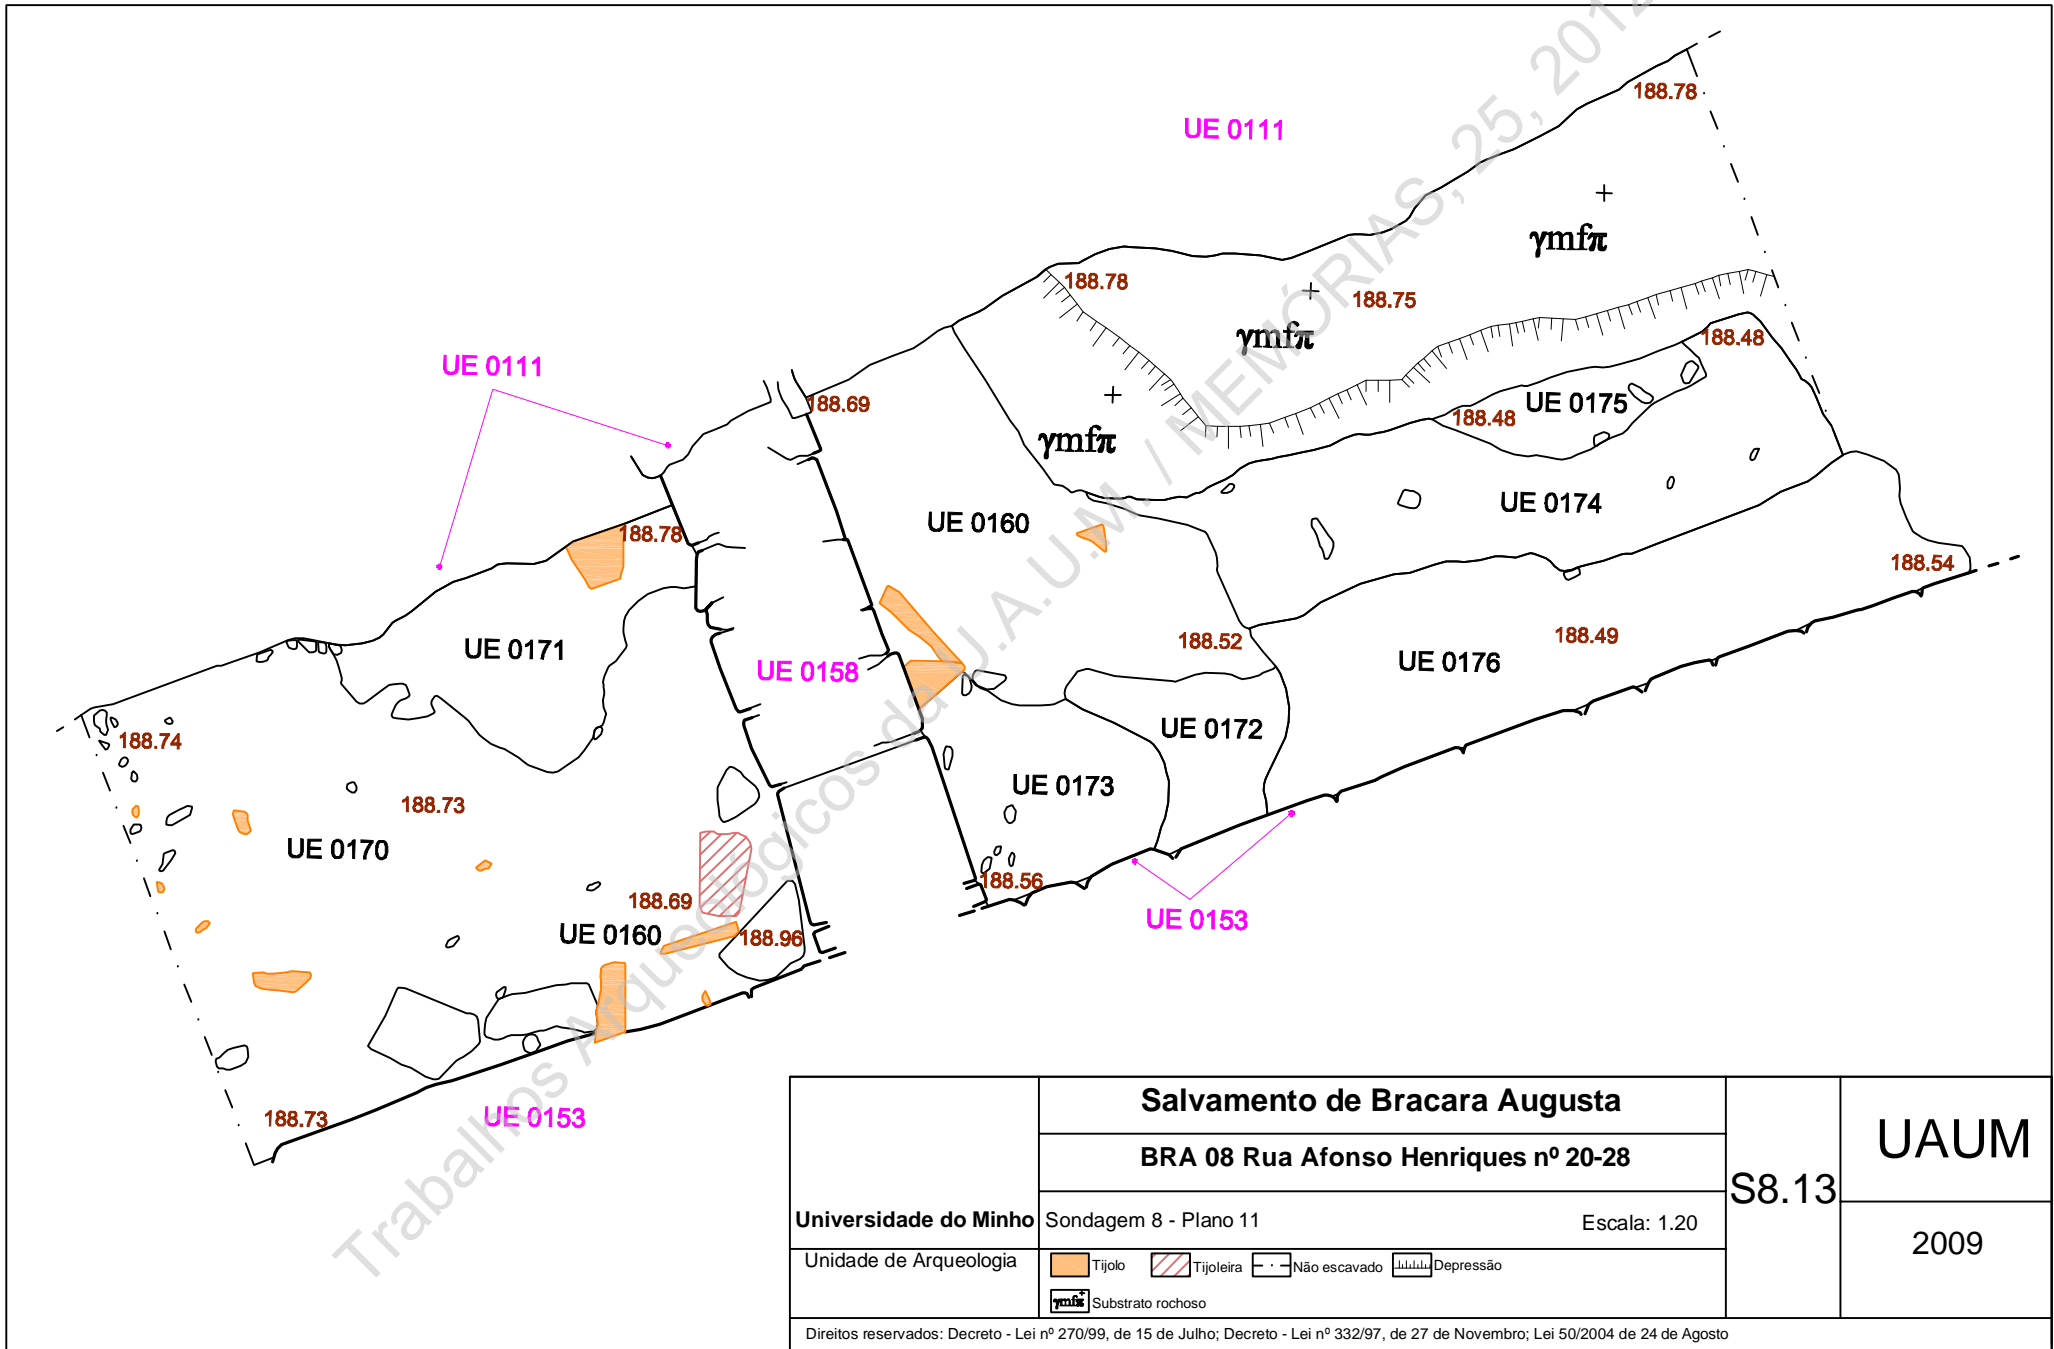 188.78
UE 0111
γmfπ
188.78
188.75
γmfπ
188.48
UE 0111
188.69
UE 0175
188.48
γmfπ
UE 0174
UE 0160
188.78
188.54
188.52
188.49
UE 0171
UE 0176
UE 0158
UE 0172
188.74
UE 0173
188.73
UE 0170
188.56
188.69
UE 0153
UE 0160
188.96
188.73
UE 0153
Trabalhos Arqueológicos da U.A.U.M. / MEMÓRIAS, 25, 2012
Salvamento de Bracara Augusta
BRA 08 Rua Afonso Henriques nº 20-28
S8.13
UAUM
Universidade do Minho
Sondagem 8 - Plano 11
Escala: 1.20
2009
Unidade de Arqueologia
Tijolo
Tijoleira
Não escavado
Depressão
γmfπ
Substrato rochoso
Direitos reservados: Decreto - Lei nº 270/99, de 15 de Julho; Decreto - Lei nº 332/97, de 27 de Novembro; Lei 50/2004 de 24 de Agosto